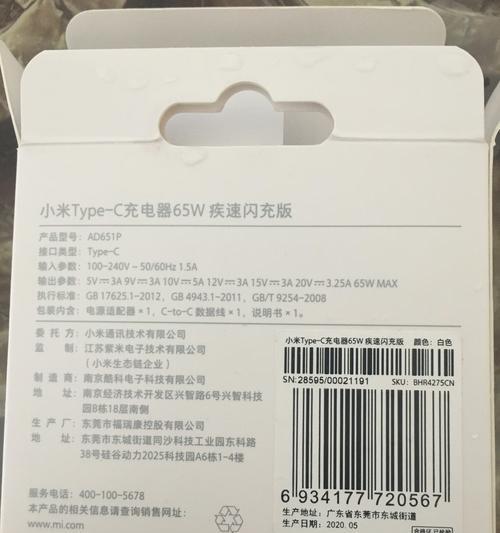 小米Type-C充电器65W 疾速闪充版
产品型号: AD651P
接口类型: Type-C
输入参数: 100-240V ~ 50/60Hz 1.5A
输出参数: 5V⎓3A 9V⎓3A 10V⎓5A 12V⎓3A 15V⎓3A 20V⎓3.25A 65W MAX
执行标准: GB 17625.1-2012, GB 4943.1-2011, GB/T 9254-2008
包装内含: 电源适配器×1, C-to-C 数据线×1, 说明书×1。
委托方: 小米通讯技术有限公司
监制: 江苏紫米电子技术有限公司
(小米生态链企业)
制造商: 南京酷科电子科技有限公司
地址: 南京经济技术开发区兴智路6号兴智科技
园B栋18层南侧
生产厂: 东莞市福瑞康控股有限公司
地址: 东莞市东城街道同沙科技工业园东科路
38号硅谷动力2025科技园A6栋1-4楼
服务电话: 400-100-5678
本产品的相关信息请查询销售网址:
www.mi.com
小米Type-C充电器65W 疾速闪充版 颜色: 白色
SN: 28595/00021191 SKU: BHR4275CN
6 934177 720567
生产地址: 广东省东莞市东城街道
生产日期: 2020.05 合格证 已检验